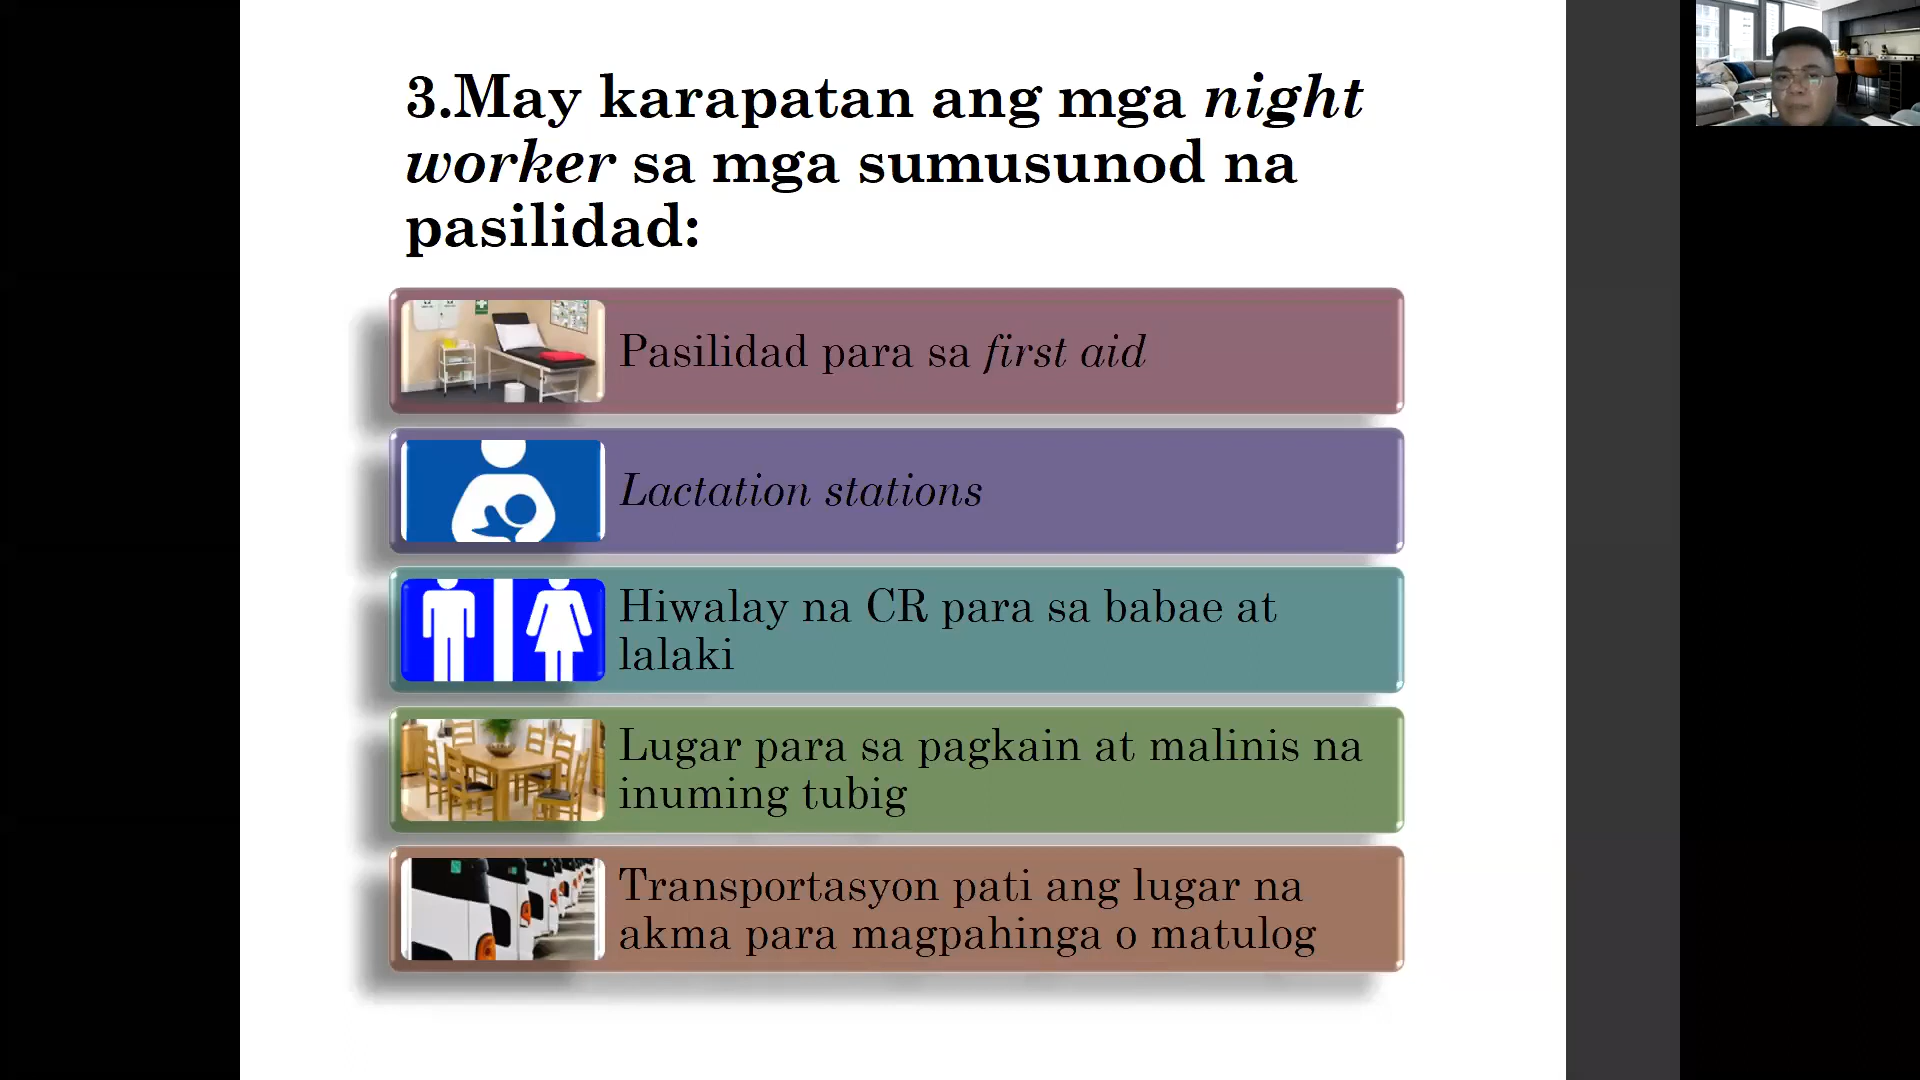 3.May karapatan ang mga night
worker sa mga sumusunod na
pasilidad:
Pasilidad para sa first aid
Lactation stations
Hiwalay na CR para sa babae at
lalaki
Lugar para sa pagkain at malinis na
inuming tubig
Transportasyon pati ang lugar na
akma para magpahinga o matulog